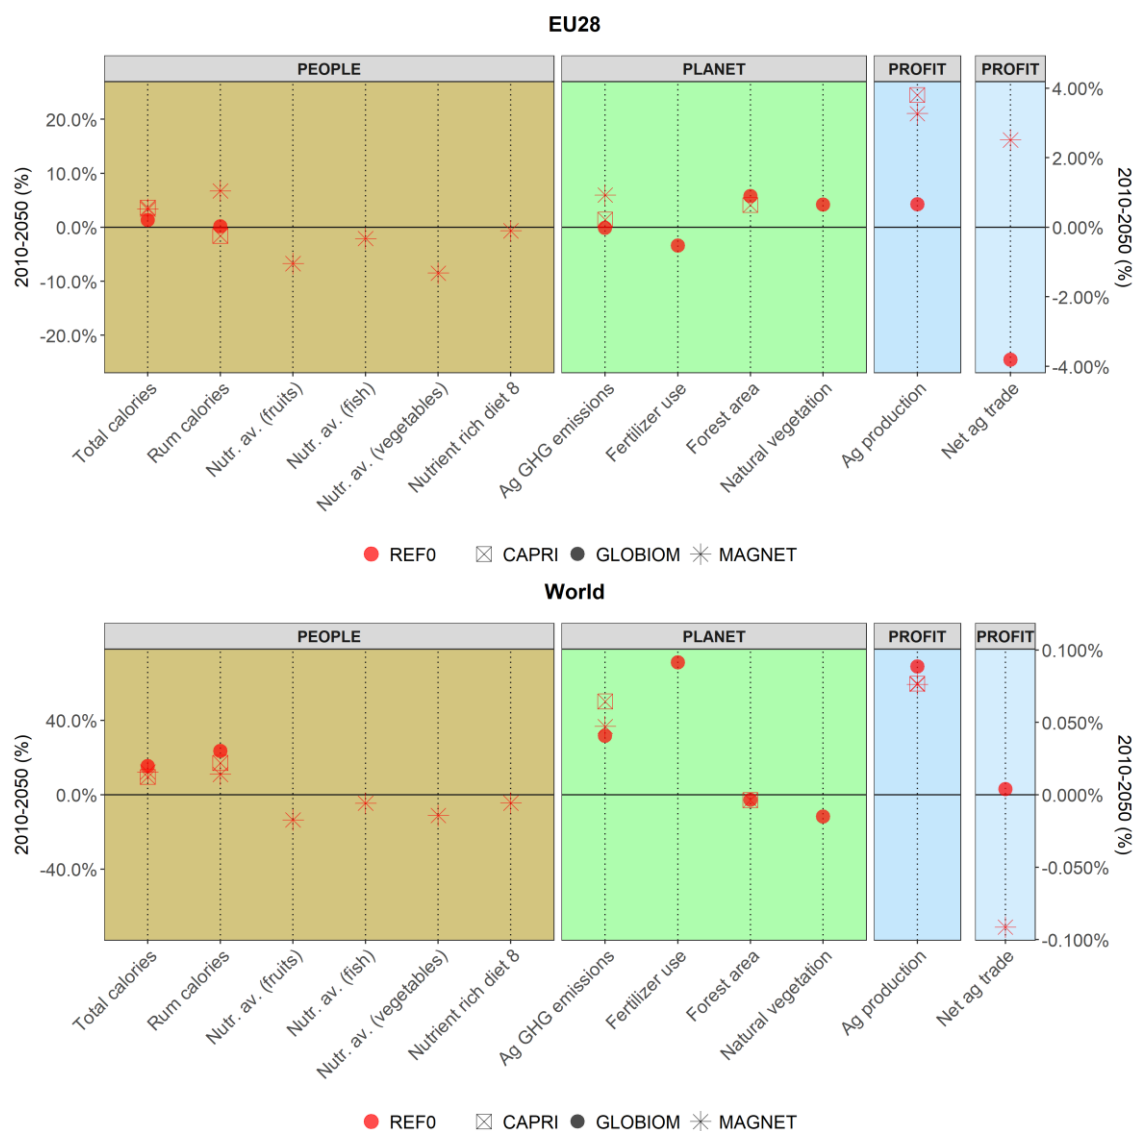 EU28
PEOPLE PLANET PROFIT PROFIT
20.0%
10.0%
0.0%
-10.0%
-20.0%
2010-2050 (%)
4.00%
2.00%
0.00%
-2.00%
-4.00%
2010-2050 (%)
Total calories
Rum calories
Nutr. av. (fruits)
Nutr. av. (fish)
Nutr. av. (vegetables)
Nutrient rich diet 8
Ag GHG emissions
Fertilizer use
Forest area
Natural vegetation
Ag production
Net ag trade
REF0 CAPRI GLOBIOM MAGNET
World
PEOPLE PLANET PROFIT PROFIT
40.0%
0.0%
-40.0%
2010-2050 (%)
0.100%
0.050%
0.000%
-0.050%
-0.100%
2010-2050 (%)
Total calories
Rum calories
Nutr. av. (fruits)
Nutr. av. (fish)
Nutr. av. (vegetables)
Nutrient rich diet 8
Ag GHG emissions
Fertilizer use
Forest area
Natural vegetation
Ag production
Net ag trade
REF0 CAPRI GLOBIOM MAGNET